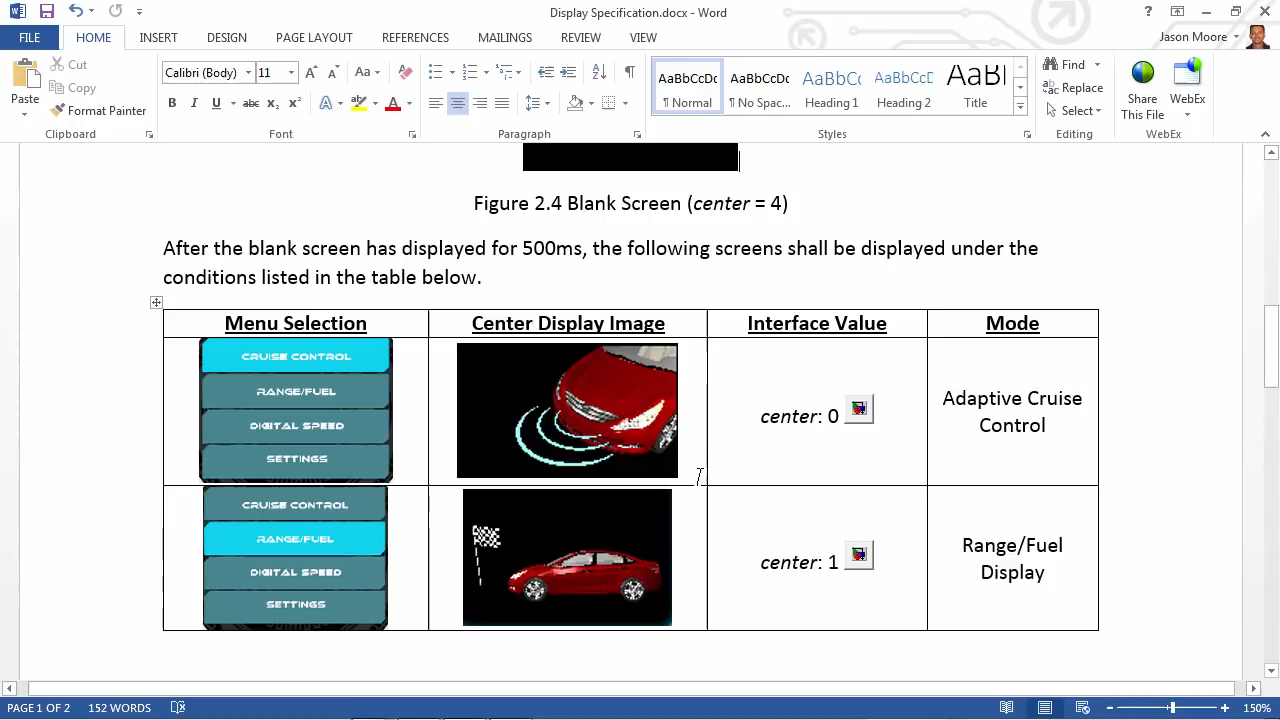 Display Specification.docx - Word
FILE HOME INSERT DESIGN PAGE LAYOUT REFERENCES MAILINGS REVIEW VIEW Jason Moore
Paste
Cut
Copy
Format Painter
Clipboard
Calibri (Body) 11
Font
Paragraph
AaBbCcDc AaBbCcDc AaBbCc AaBbCcD AaBl
¶ Normal ¶ No Spac... Heading 1 Heading 2 Title
Styles
Find
Replace
Select
Editing
Share This File
WebEx
WebEx
Figure 2.4 Blank Screen (center = 4)
After the blank screen has displayed for 500ms, the following screens shall be displayed under the
conditions listed in the table below.
Menu Selection Center Display Image Interface Value Mode
CRUISE CONTROL
RANGE/FUEL
DIGITAL SPEED
SETTINGS
center: 0
Adaptive Cruise
Control
CRUISE CONTROL
RANGE/FUEL
DIGITAL SPEED
SETTINGS
center: 1
Range/Fuel
Display
PAGE 1 OF 2 152 WORDS 150%